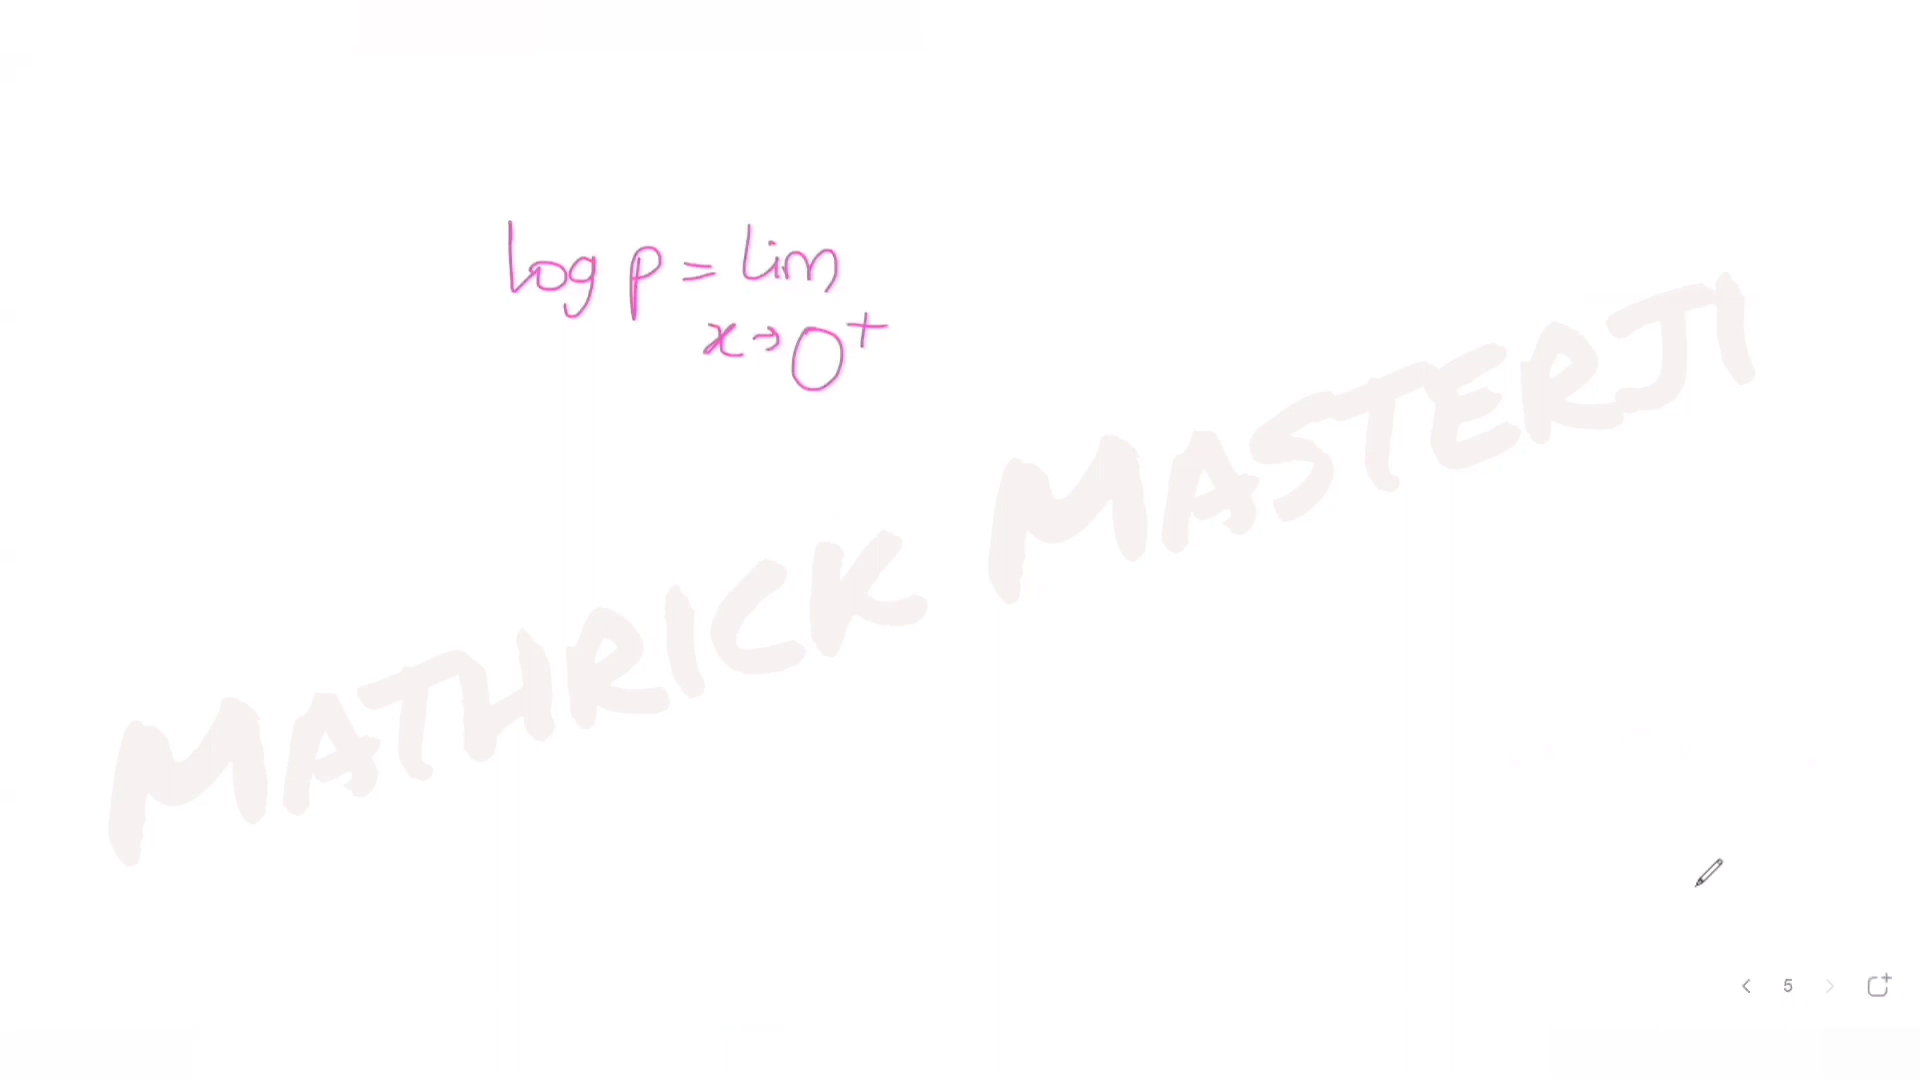 log p = lim
x→0⁺
MATHRICK MASTERJI
5